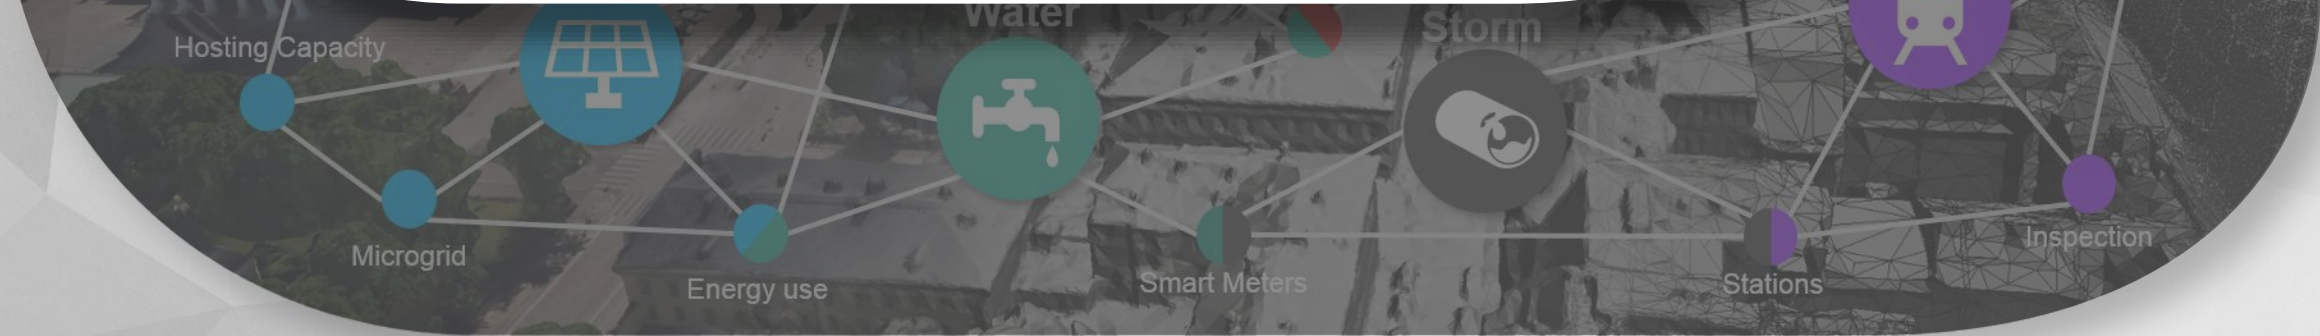 Water
Storm
Hosting Capacity
Microgrid
Energy use
Smart Meters
Stations
Inspection